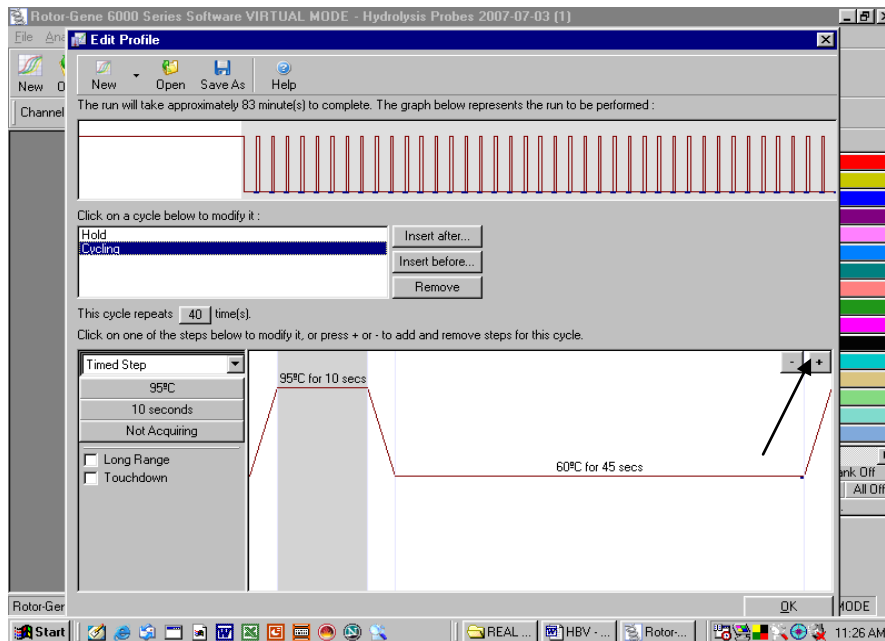 Rotor-Gene 6000 Series Software VIRTUAL MODE - Hydrolysis Probes 2007-07-03 (1)
File Ana
Edit Profile
New
New Open Save As Help
Channel
The run will take approximately 83 minute(s) to complete. The graph below represents the run to be performed :
Click on a cycle below to modify it :
Hold
Cycling
Insert after...
Insert before...
Remove
This cycle repeats 40 time(s).
Click on one of the steps below to modify it, or press + or - to add and remove steps for this cycle.
Timed Step
- +
95ºC for 10 secs
95ºC
10 seconds
Not Acquiring
Long Range
Touchdown
60ºC for 45 secs
ank Off
All Off
OK
Rotor-Ger
MODE
Start
REAL ...
HBV - ...
Rotor-...
11:26 AM